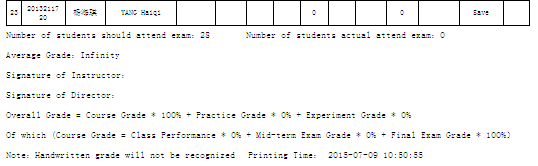 28 20152117 20 杨海琪 YANG Haiqi 0 0 Save
Number of students should attend exam: 28 Number of students actual attend exam: 0
Average Grade: Infinity
Signature of Instructor:
Signature of Director:
Overall Grade = Course Grade * 100% + Practice Grade * 0% + Experiment Grade * 0%
Of which (Course Grade = Class Performance * 0% + Mid-term Exam Grade * 0% + Final Exam Grade * 100%)
Note: Handwritten grade will not be recognized Printing Time: 2015-07-09 10:50:55